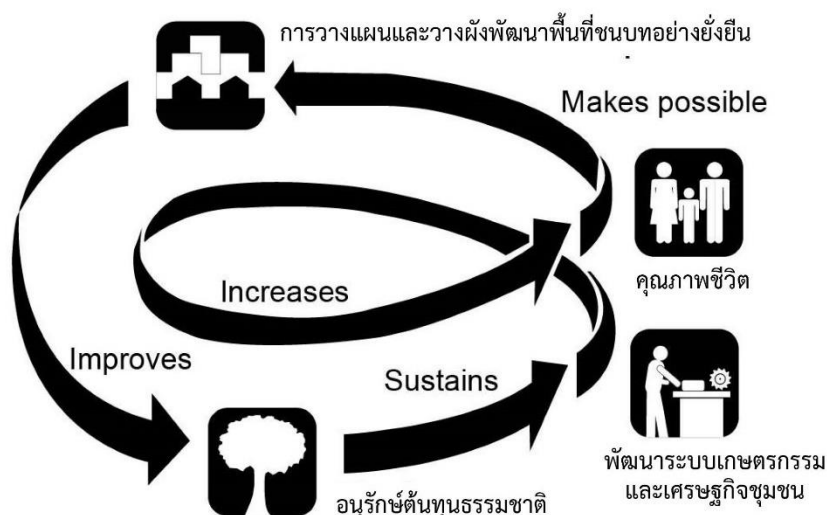 การวางแผนและวางผังพัฒนาพื้นที่ชนบทอย่างยั่งยืน
Makes possible
คุณภาพชีวิต
Increases
Improves
Sustains
พัฒนาระบบเกษตรกรรม
และเศรษฐกิจชุมชน
อนุรักษ์ต้นทุนธรรมชาติ